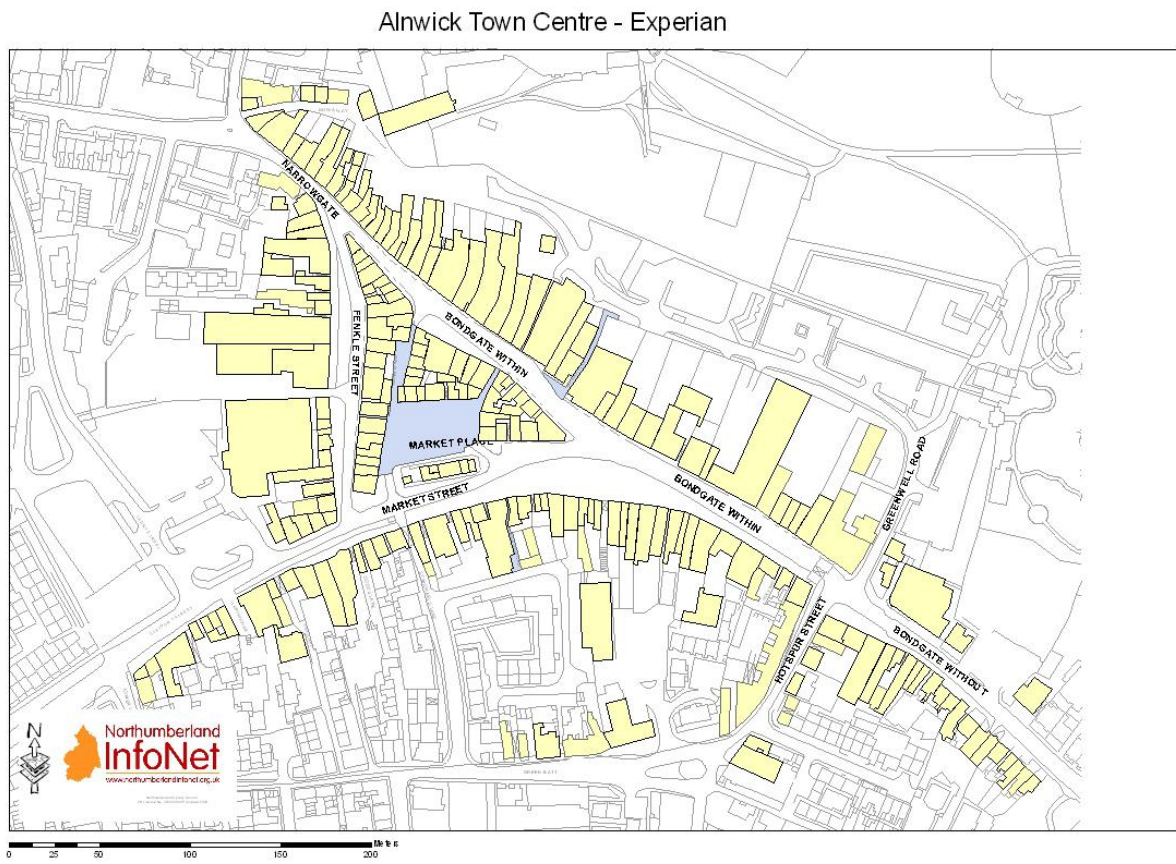 Alnwick Town Centre - Experian
NARROWGATE
FENKLE STREET
BONDGATE WITHIN
MARKET PLACE
MARKET STREET
BONDGATE WITHIN
GREENWELL ROAD
HOTSPUR STREET
BONDGATE WITHOUT
N
Northumberland
InfoNet
www.northumberlandinfonet.org.uk
Meters
0 25 50 100 150 200